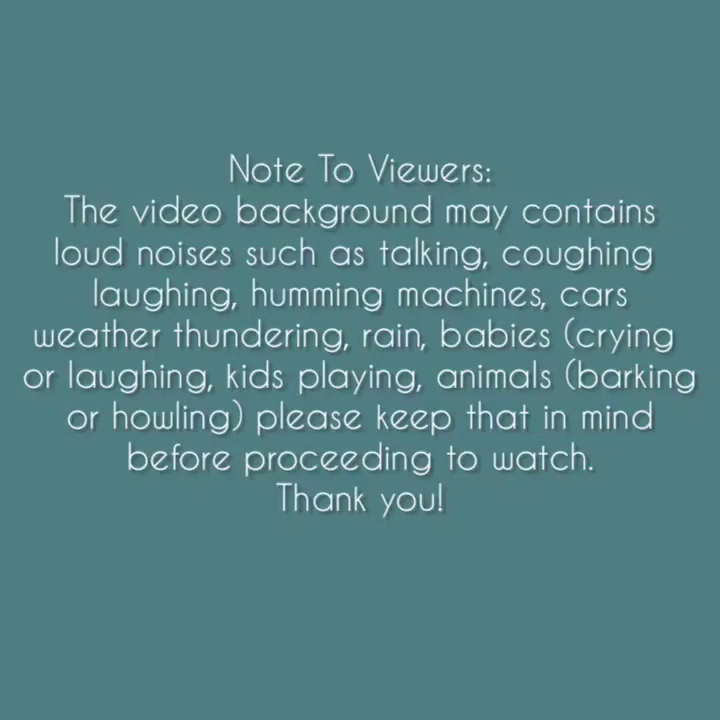 Note To Viewers:
The video background may contains
loud noises such as talking, coughing
laughing, humming machines, cars
weather thundering, rain, babies (crying
or laughing, kids playing, animals (barking
or howling) please keep that in mind
before proceeding to watch.
Thank you!